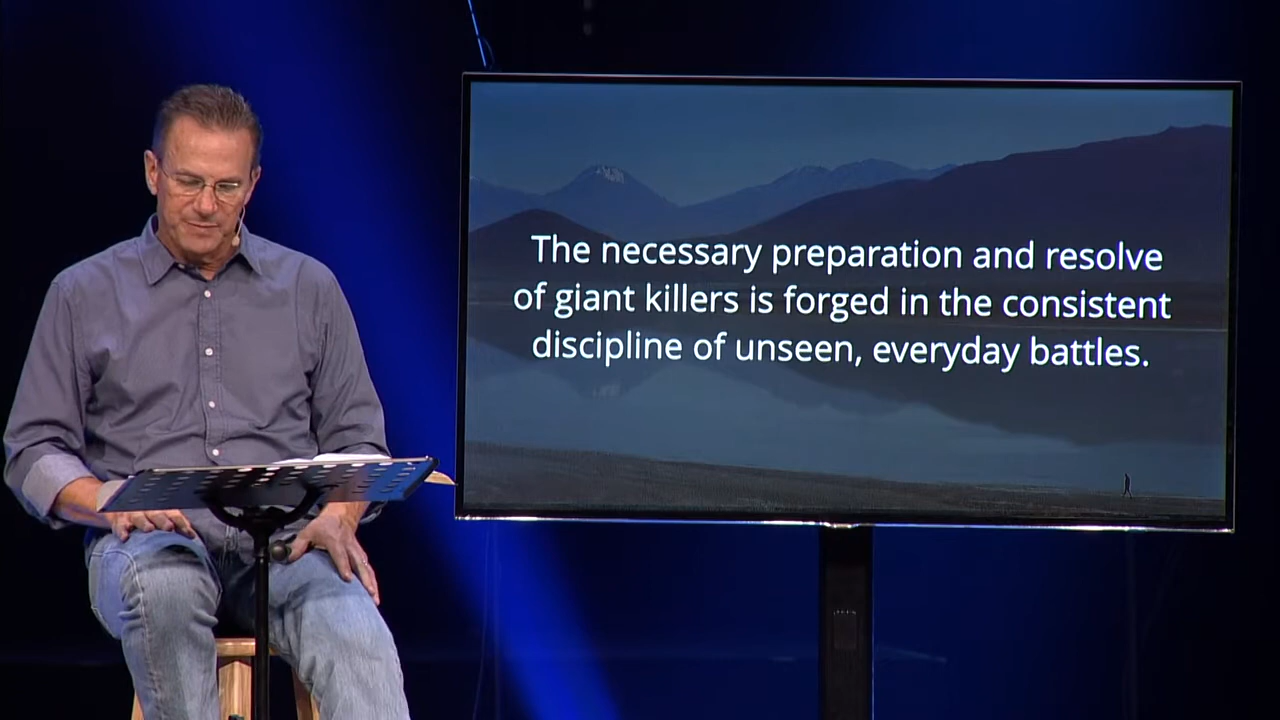 The necessary preparation and resolve
of giant killers is forged in the consistent
discipline of unseen, everyday battles.